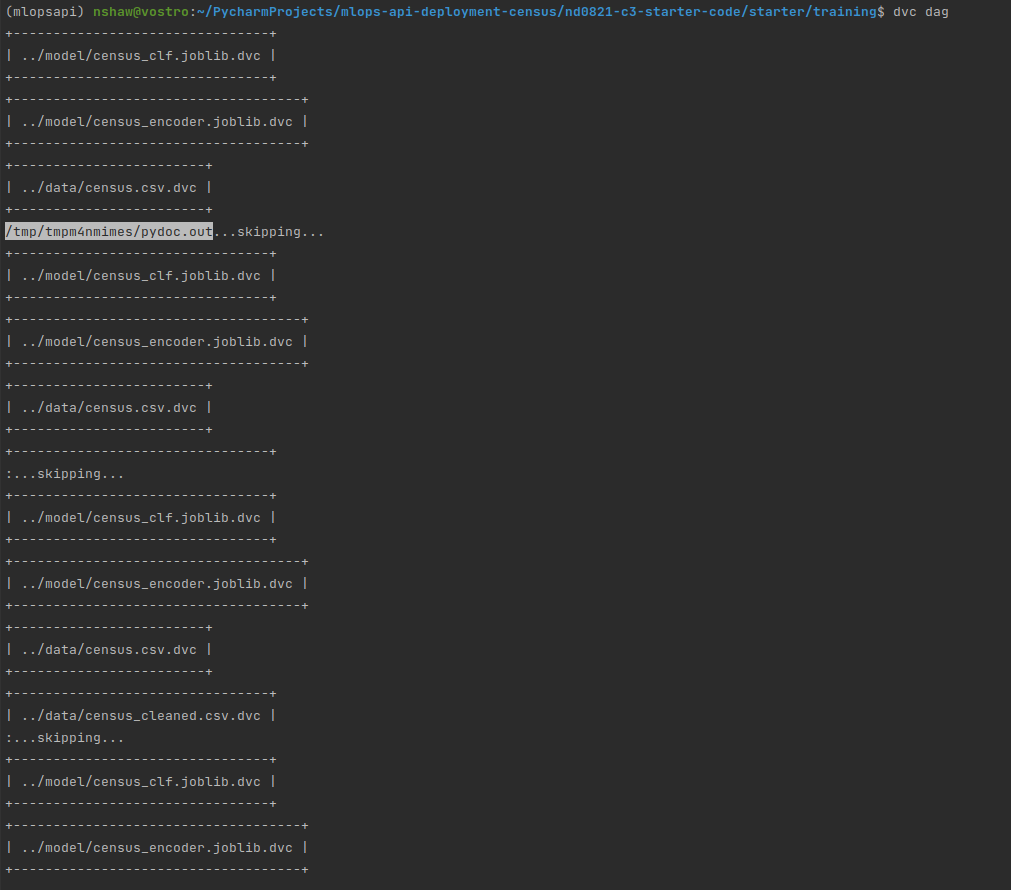 (mlopsapi) nshaw@vostro:~/PycharmProjects/mlops-api-deployment-census/nd0821-c3-starter-code/starter/training$ dvc dag
+--------------------------------+
| ../model/census_clf.joblib.dvc |
+--------------------------------+
+------------------------------------+
| ../model/census_encoder.joblib.dvc |
+------------------------------------+
+------------------------+
| ../data/census.csv.dvc |
+------------------------+
/tmp/tmpm4nmimes/pydoc.out...skipping...
+--------------------------------+
| ../model/census_clf.joblib.dvc |
+--------------------------------+
+------------------------------------+
| ../model/census_encoder.joblib.dvc |
+------------------------------------+
+------------------------+
| ../data/census.csv.dvc |
+------------------------+
+--------------------------------+
:...skipping...
+--------------------------------+
| ../model/census_clf.joblib.dvc |
+--------------------------------+
+------------------------------------+
| ../model/census_encoder.joblib.dvc |
+------------------------------------+
+------------------------+
| ../data/census.csv.dvc |
+------------------------+
+--------------------------------+
| ../data/census_cleaned.csv.dvc |
:...skipping...
+--------------------------------+
| ../model/census_clf.joblib.dvc |
+--------------------------------+
+------------------------------------+
| ../model/census_encoder.joblib.dvc |
+------------------------------------+